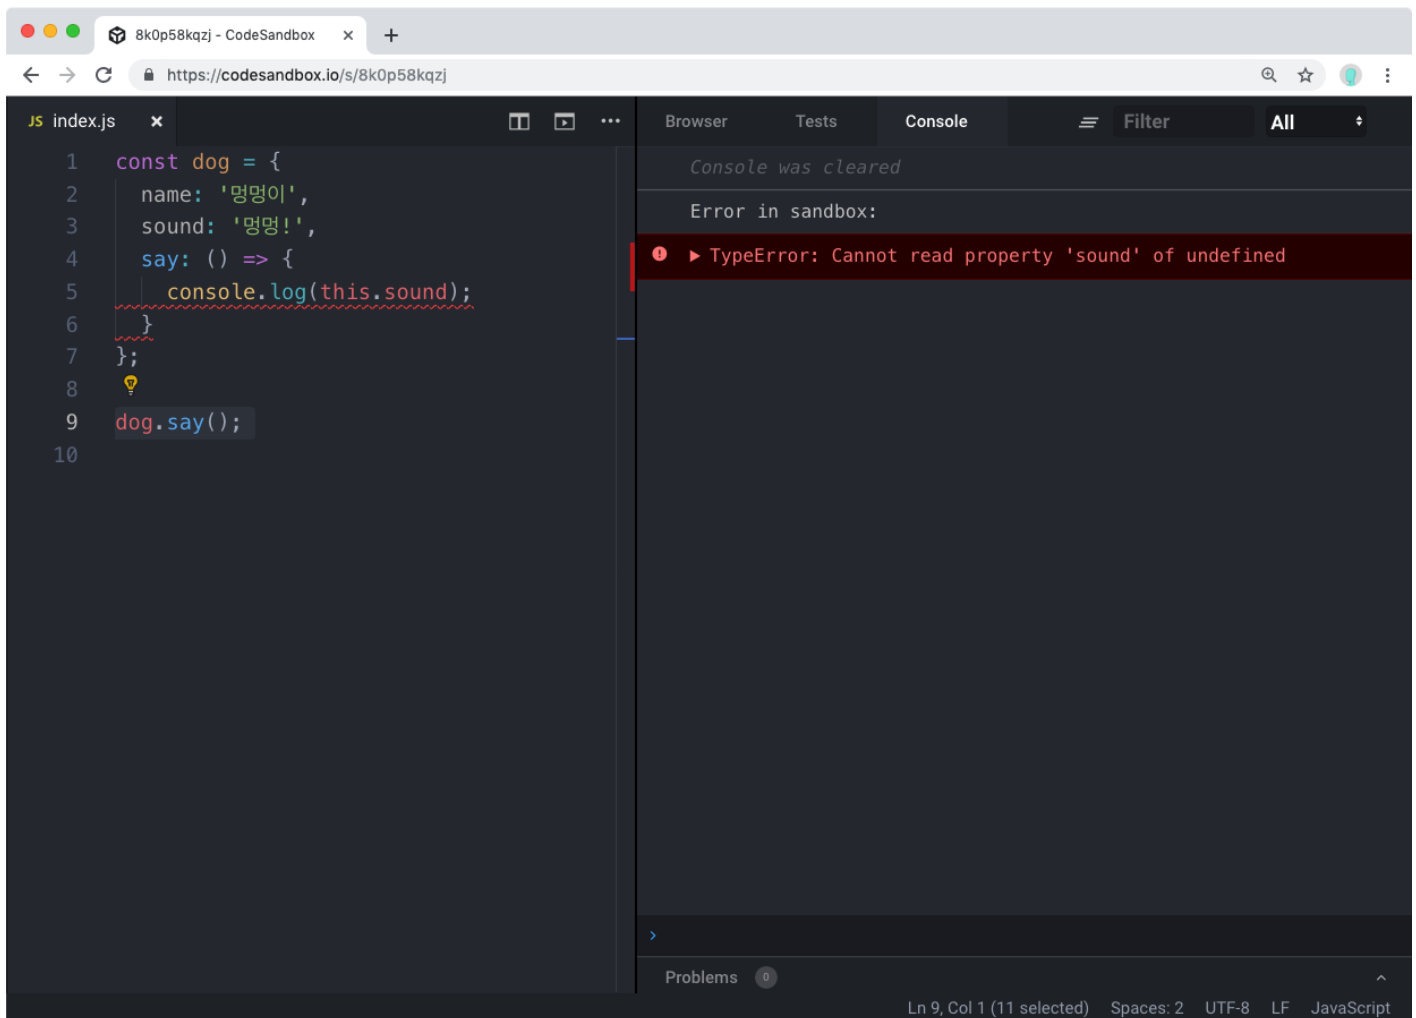 8k0p58kqzj - CodeSandbox
https://codesandbox.io/s/8k0p58kqzj
JS index.js
1 const dog = {
2 name: '멍멍이',
3 sound: '멍멍!',
4 say: () => {
5 console.log(this.sound);
6 }
7 };
8
9 dog.say();
10
Browser Tests Console Filter All
Console was cleared
Error in sandbox:
TypeError: Cannot read property 'sound' of undefined
Problems 0
Ln 9, Col 1 (11 selected) Spaces: 2 UTF-8 LF JavaScript